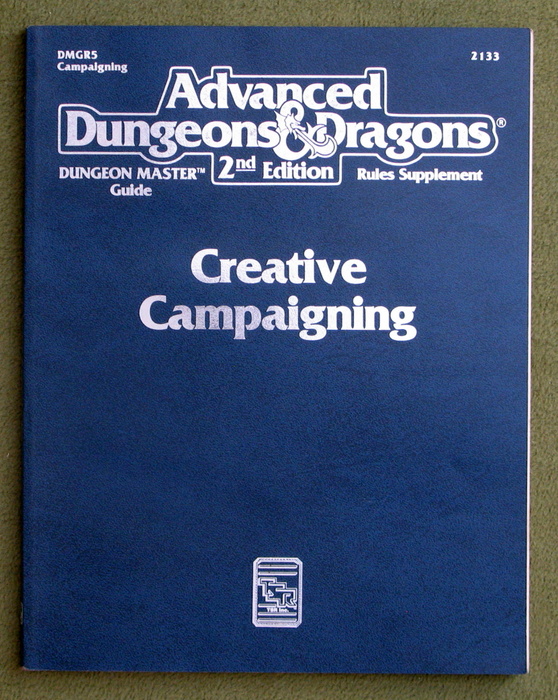 DMGR5
Campaigning
2133
Advanced
Dungeons & Dragons®
2nd Edition
DUNGEON MASTER™
Guide
Rules Supplement
Creative
Campaigning
TSR
TSR Inc.